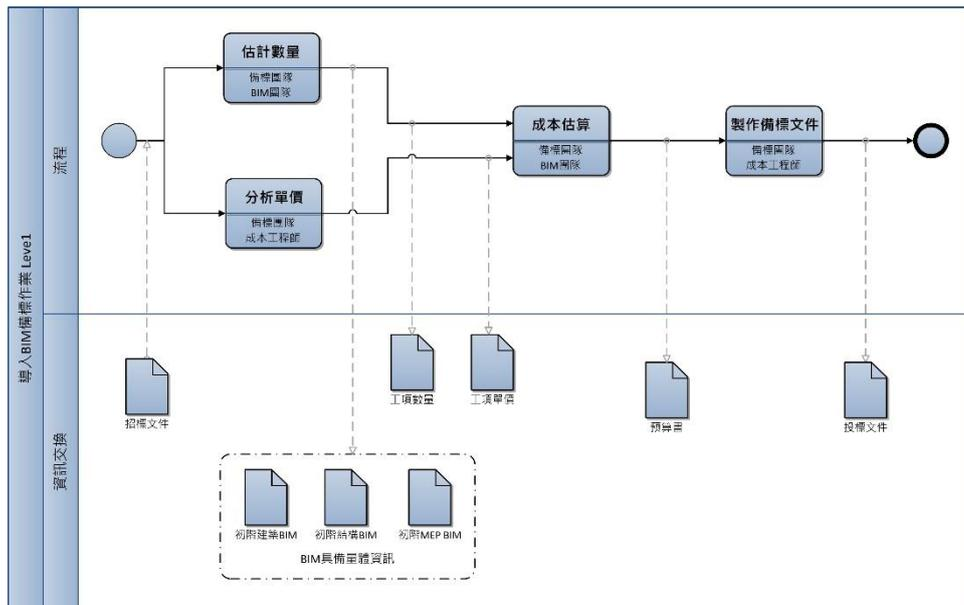 導入BIM備標作業 Leve1
流程
估計數量
備標團隊
BIM團隊
分析單價
備標團隊
成本工程師
成本估算
備標團隊
BIM團隊
製作備標文件
備標團隊
成本工程師
資訊交換
招標文件
工項數量
工項單價
預算書
投標文件
初階建築BIM
初階結構BIM
初階MEP BIM
BIM具備量體資訊